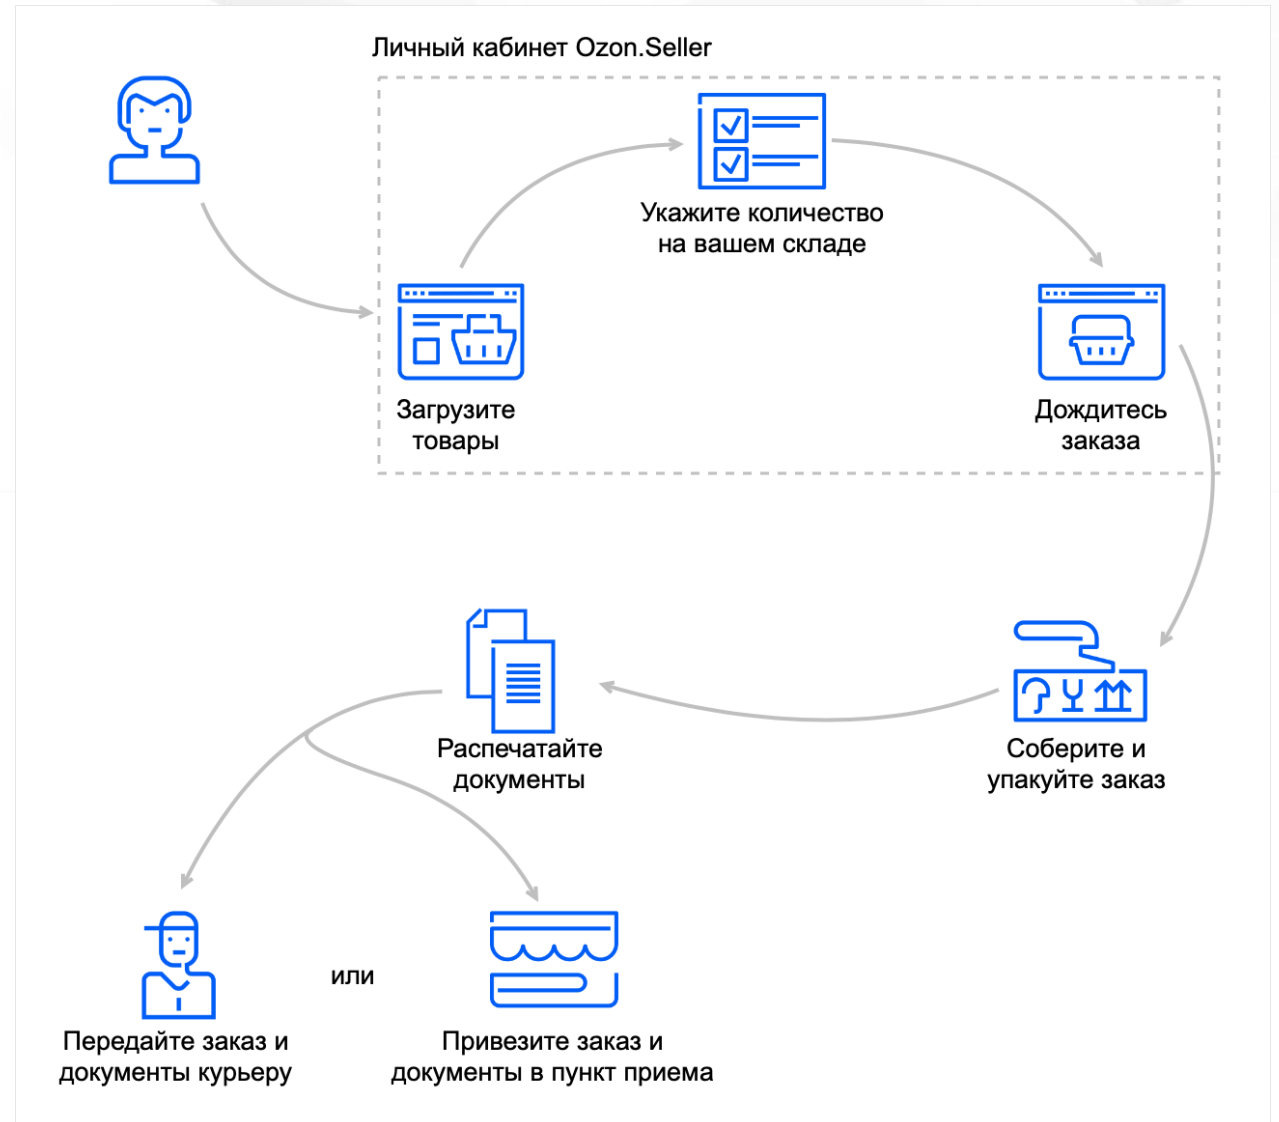 Личный кабинет Ozon.Seller
Укажите количество
на вашем складе
Загрузите
товары
Дождитесь
заказа
Распечатайте
документы
Соберите и
упакуйте заказ
или
Передайте заказ и
документы курьеру
Привезите заказ и
документы в пункт приема